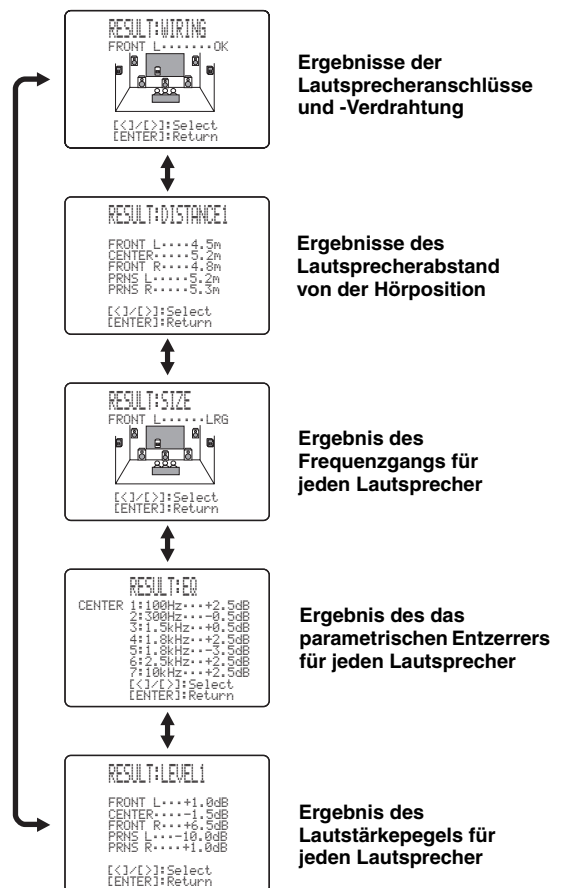 RESULT:WIRING
FRONT L·······OK
[<]/[>]:Select
[ENTER]:Return
Ergebnisse der
Lautsprecheranschlüsse
und -Verdrahtung
RESULT:DISTANCE1
FRONT L····4.5m
CENTER·····5.2m
FRONT R····4.8m
PRNS L·····5.2m
PRNS R·····5.3m
[<]/[>]:Select
[ENTER]:Return
Ergebnisse des
Lautsprecherabstand
von der Hörposition
RESULT:SIZE
FRONT L······LRG
[<]/[>]:Select
[ENTER]:Return
Ergebnis des
Frequenzgangs für
jeden Lautsprecher
RESULT:EQ
CENTER 1:100Hz···+2.5dB
2:300Hz···-0.5dB
3:1.5kHz··+0.5dB
4:1.8kHz··+2.5dB
5:1.8kHz··-3.5dB
6:2.5kHz··+2.5dB
7:10kHz···+2.5dB
[<]/[>]:Select
[ENTER]:Return
Ergebnis des das
parametrischen Entzerrers
für jeden Lautsprecher
RESULT:LEVEL1
FRONT L···+1.0dB
CENTER····-1.5dB
FRONT R···+6.5dB
PRNS L···-10.0dB
PRNS R····+1.0dB
[<]/[>]:Select
[ENTER]:Return
Ergebnis des
Lautstärkepegels für
jeden Lautsprecher